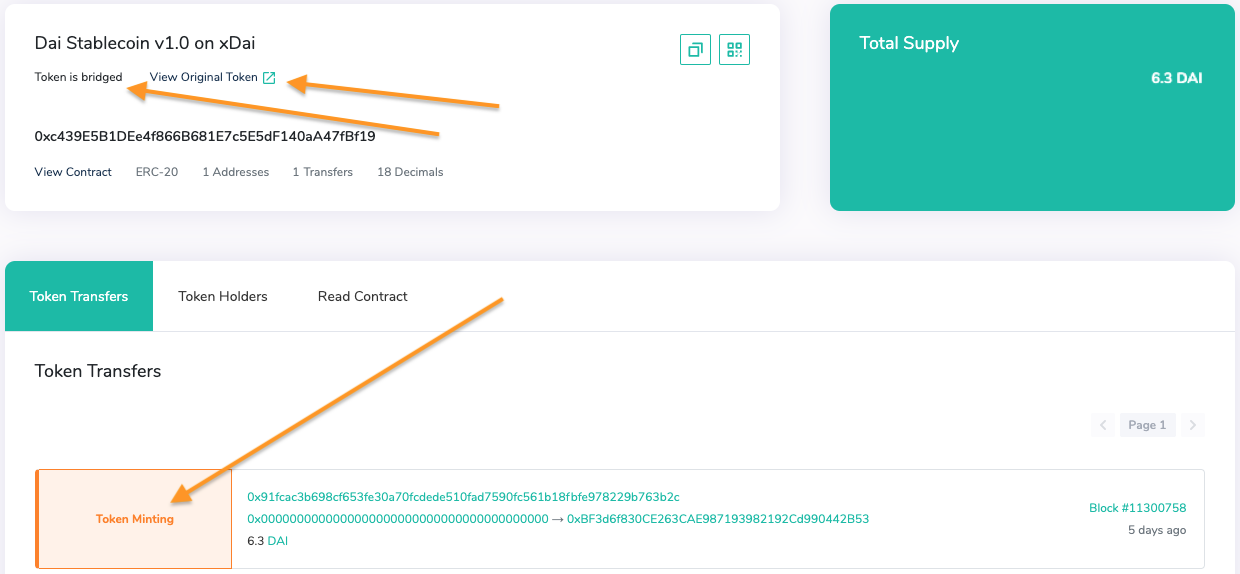 Dai Stablecoin v1.0 on xDai
Token is bridged View Original Token
0xc439E5B1DEe4f866B681E7c5E5dF140aA47fBf19
View Contract ERC-20 1 Addresses 1 Transfers 18 Decimals
Total Supply
6.3 DAI
Token Transfers Token Holders Read Contract
Token Transfers
Page 1
Token Minting
0x91fcac3b698cf653fe30a70fcdede510fad7590fc561b18fbfe978229b763b2c
0x0000000000000000000000000000000000000000 → 0xBF3d6f830CE263CAE987193982192Cd990442B53
6.3 DAI
Block #11300758
5 days ago